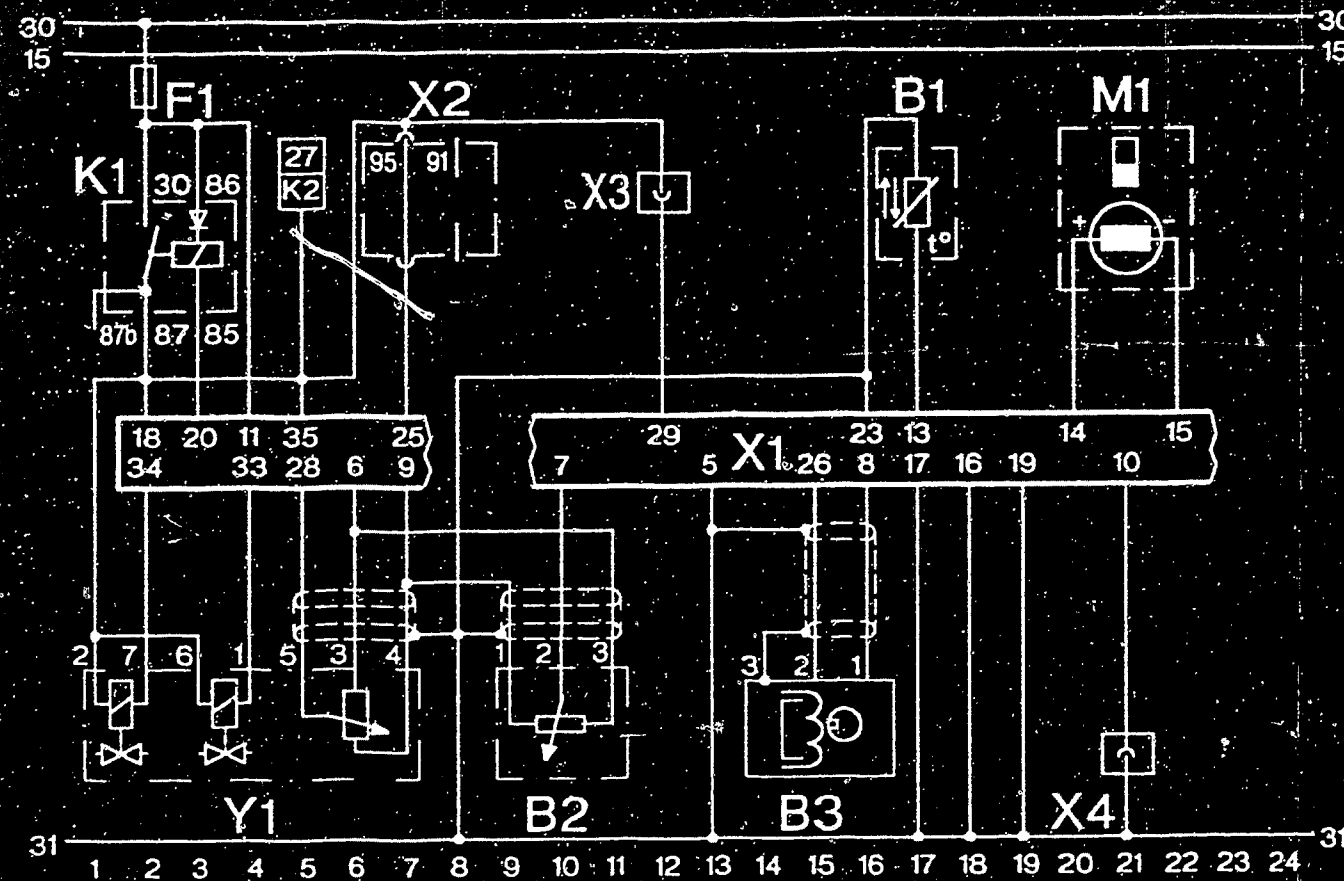 30 30
15 15
F1 X2 B1 M1
27 95 91
K1 30 86 K2 X3
+ -
t°
87b 87 85
18 20 11 35 25 29 23 13 14 15
34 33 28 6 9 7 5 X1 26 8 17 16 19 10
2 7 6 1 5 3 4 1 2 3 3 2 1
Y1 B2 B3 X4
31 31
1 2 3 4 5 6 7 8 9 10 11 12 13 14 15 16 17 18 19 20 21 22 23 24